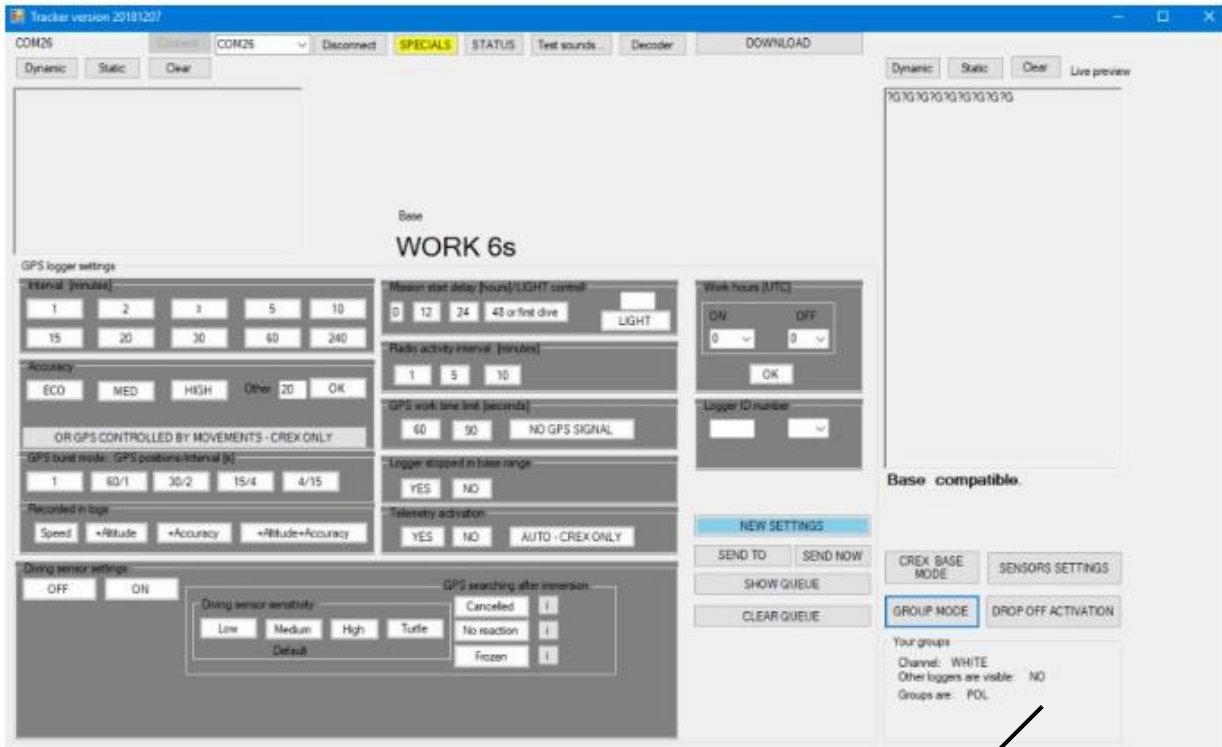 Tracker version 20181207
COM26 Connect COM26 Disconnect SPECIALS STATUS Test sounds... Decoder DOWNLOAD
Dynamic Static Clear
Dynamic Static Clear Live preview
?G?G?G?G?G?G?G?G
Base
WORK 6s
GPS logger settings
Interval [minutes]
1 2 3 5 10
15 20 30 60 240
Accuracy
ECO MED HIGH Other 20 OK
OR GPS CONTROLLED BY MOVEMENTS - CREX ONLY
GPS burst mode: GPS positions/interval [s]
1 60/1 30/2 15/4 4/15
Recorded in logs
Speed +Altitude +Accuracy +Altitude+Accuracy
Mission start delay [hours]/LIGHT controll
0 12 24 48 or first dive LIGHT
Radio activity interval [minutes]
1 5 10
GPS work time limit [seconds]
60 90 NO GPS SIGNAL
Logger stopped in base range
YES NO
Telemetry activation
YES NO AUTO - CREX ONLY
Work hours [UTC]
ON OFF
0 0
OK
Logger ID number
NEW SETTINGS
SEND TO SEND NOW
SHOW QUEUE
CLEAR QUEUE
Diving sensor settings
OFF ON
Diving sensor sensitivity
Low Medium High Turtle
Default
GPS searching after immersion
Cancelled i
No reaction i
Frozen i
Base compatible.
CREX BASE MODE SENSORS SETTINGS
GROUP MODE DROP OFF ACTIVATION
Your groups
Channel: WHITE
Other loggers are visible: NO
Groups are: POL